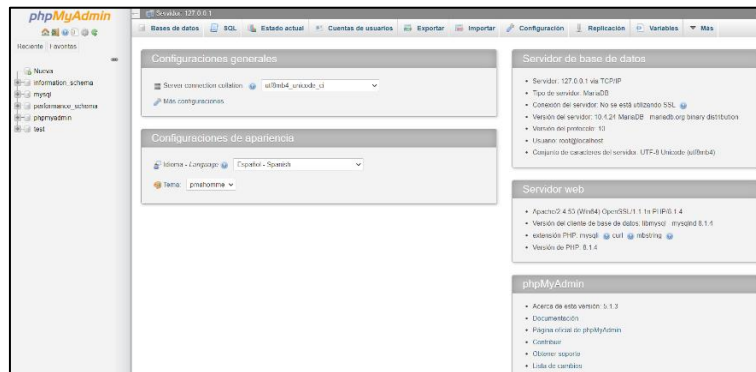 phpMyAdmin
Reciente Favoritas
Nueva
information_schema
mysql
performance_schema
phpmyadmin
test
Servidor: 127.0.0.1
Bases de datos SQL Estado actual Cuentas de usuarios Exportar Importar Configuración Replicación Variables Más
Configuraciones generales
Server connection collation utf8mb4_unicode_ci
Más configuraciones
Configuraciones de apariencia
Idioma - Language Español - Spanish
Tema: pmahomme
Servidor de base de datos
Servidor: 127.0.0.1 via TCP/IP
Tipo de servidor: MariaDB
Conexión del servidor: No se está utilizando SSL
Versión del servidor: 10.4.24-MariaDB - mariadb.org binary distribution
Versión del protocolo: 10
Usuario: root@localhost
Conjunto de caracteres del servidor: UTF-8 Unicode (utf8mb4)
Servidor web
Apache/2.4.53 (Win64) OpenSSL/1.1.1n PHP/8.1.4
Versión del cliente de base de datos: libmysql - mysqlnd 8.1.4
extensión PHP: mysqli curl mbstring
Versión de PHP: 8.1.4
phpMyAdmin
Acerca de esta versión: 5.1.3
Documentación
Página oficial de phpMyAdmin
Contribuir
Obtener soporte
Lista de cambios